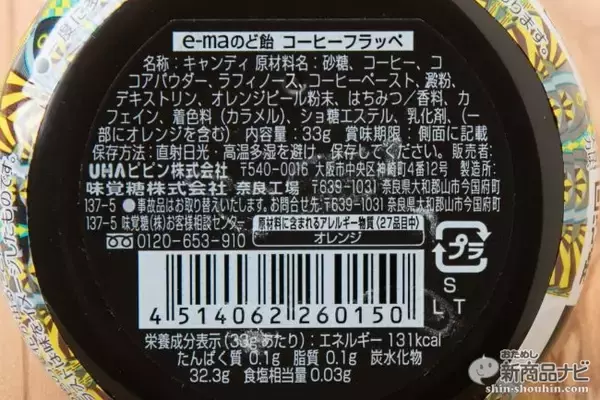 e-maのど飴 コーヒーフラッペ
名称：キャンディ 原材料名：砂糖、コーヒー、コ
コアパウダー、ラフィノース、コーヒーペースト、澱粉、
デキストリン、オレンジピール粉末、はちみつ／香料、カ
フェイン、着色料（カラメル）、ショ糖エステル、乳化剤、（一
部にオレンジを含む） 内容量：33g 賞味期限：側面に記載
保存方法：直射日光・高温多湿を避け、保存してください。 販売者：
UHAピピン株式会社 〒540-0016 大阪市中央区神崎町4番12号 製造所：
味覚糖株式会社 奈良工場 〒639-1031 奈良県大和郡山市今国府町
137-5 ●事故品はお取り替えいたします。お問合せ先：〒639-1031 奈良県大和郡山市今国府町
137-5 味覚糖(株)お客様相談センター
0120-653-910
原材料に含まれるアレルギー物質(27品目中)
オレンジ
プラ
S
L T
4 514062 260150
栄養成分表示（33gあたり）：エネルギー 131kcal
たんぱく質 0.1g 脂質 0.1g 炭水化物
32.3g 食塩相当量 0.03g
おためし
新商品ナビ
shin-shouhin.com